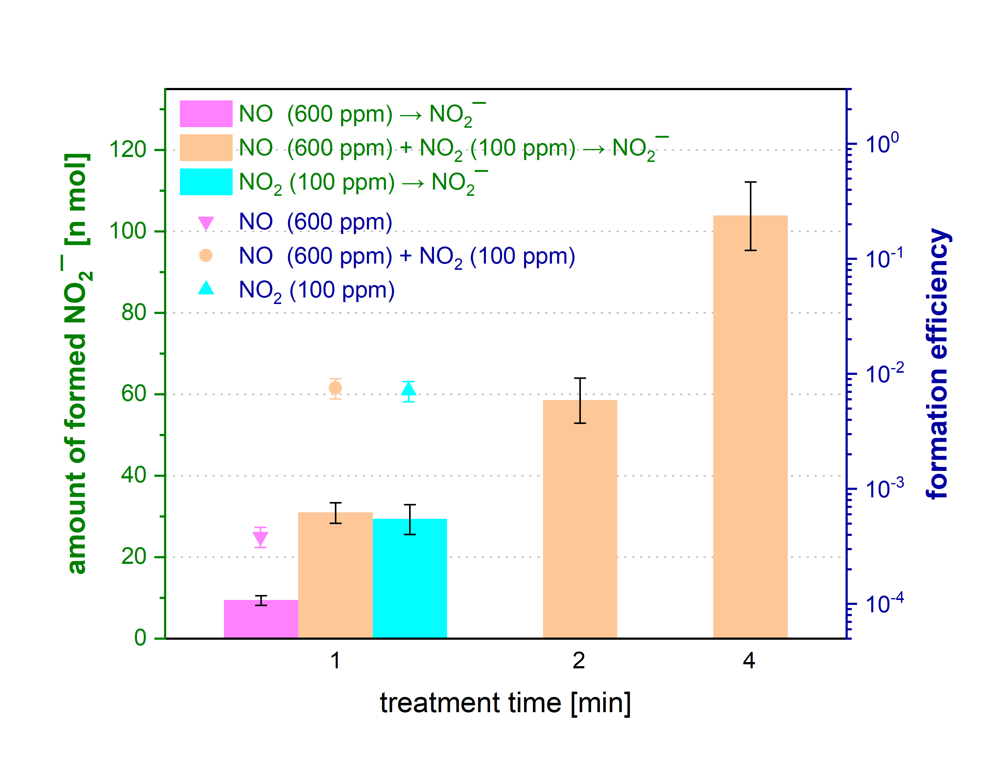 NO (600 ppm) → NO₂⁻
NO (600 ppm) + NO₂ (100 ppm) → NO₂⁻
NO₂ (100 ppm) → NO₂⁻
NO (600 ppm)
NO (600 ppm) + NO₂ (100 ppm)
NO₂ (100 ppm)
amount of formed NO₂⁻ [n mol]
120
100
80
60
40
20
0
10⁰
10⁻¹
10⁻²
10⁻³
10⁻⁴
formation efficiency
1 2 4
treatment time [min]